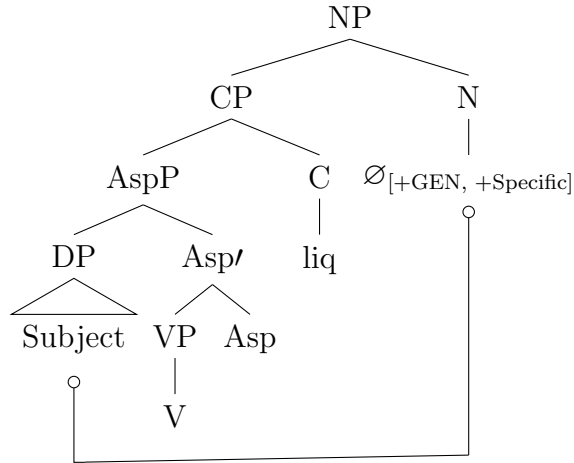 NP
CP N
AspP C ∅[+GEN, +Specific]
DP Asp′ liq
Subject VP Asp
V